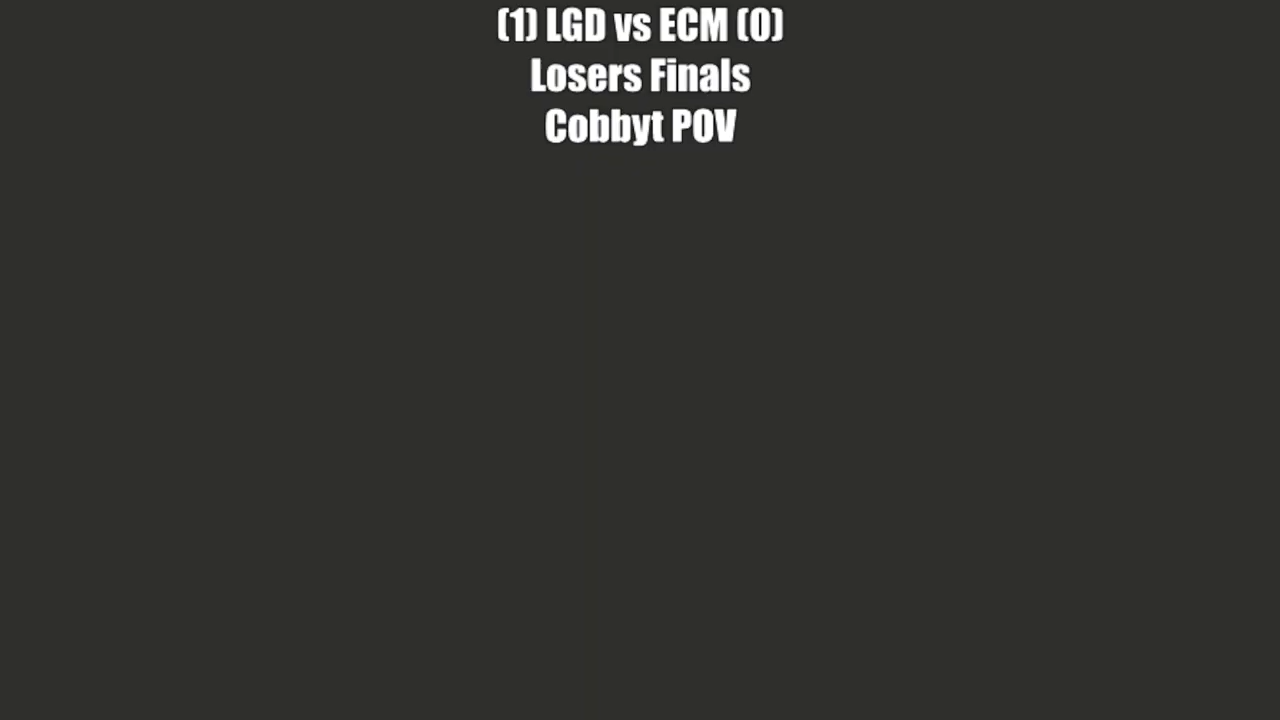 (1) LGD vs ECM (0)
Losers Finals
Cobbyt POV